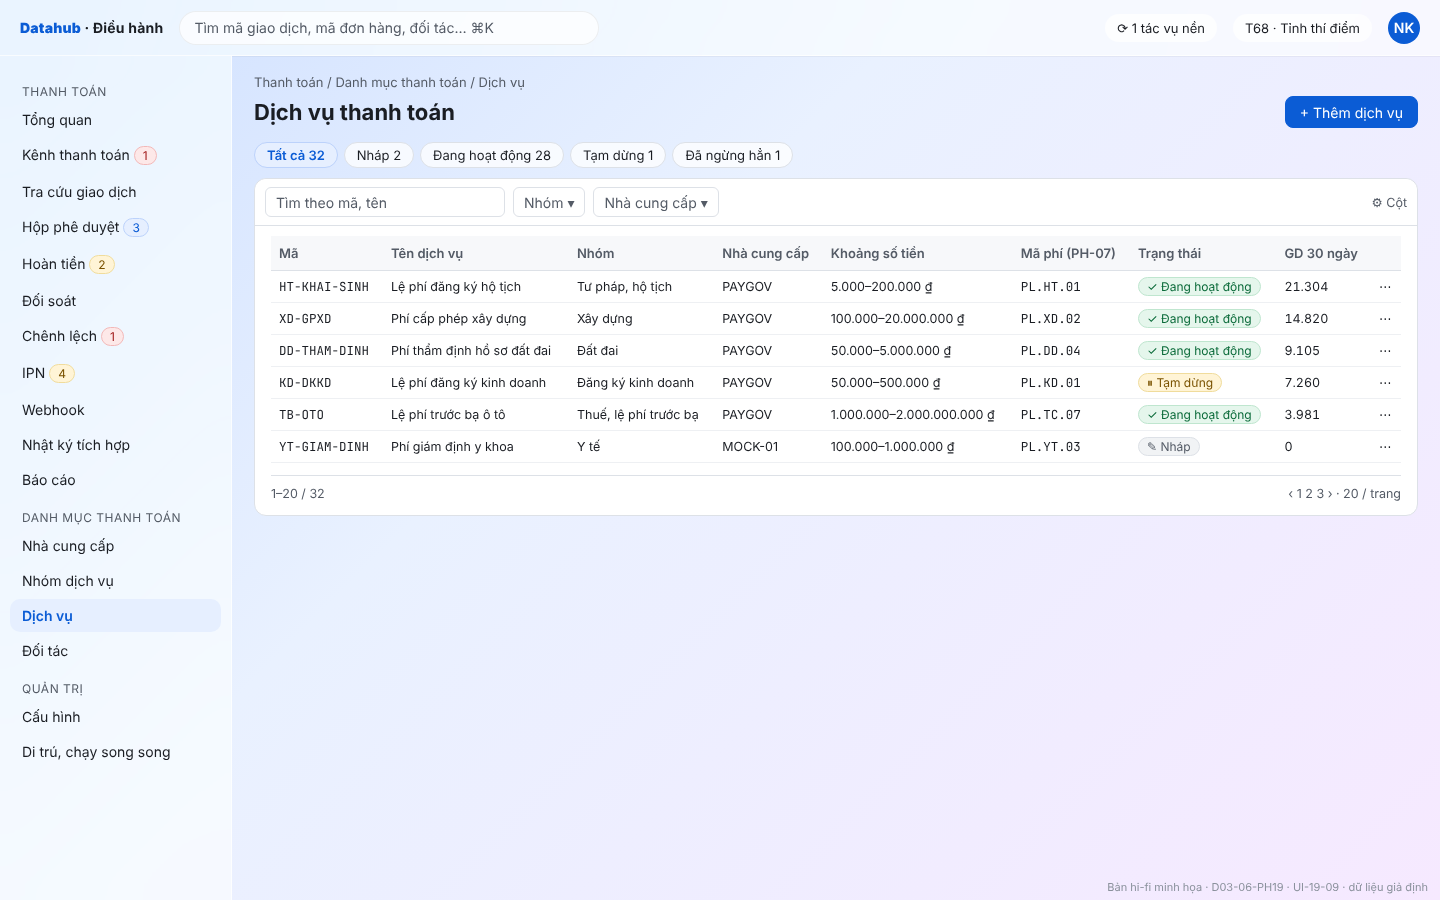 Datahub · Điều hành
Tìm mã giao dịch, mã đơn hàng, đối tác... ⌘K
⟳ 1 tác vụ nền
T68 · Tỉnh thí điểm
NK
THANH TOÁN
Tổng quan
Kênh thanh toán 1
Tra cứu giao dịch
Hộp phê duyệt 3
Hoàn tiền 2
Đối soát
Chênh lệch 1
IPN 4
Webhook
Nhật ký tích hợp
Báo cáo
DANH MỤC THANH TOÁN
Nhà cung cấp
Nhóm dịch vụ
Dịch vụ
Đối tác
QUẢN TRỊ
Cấu hình
Di trú, chạy song song
Thanh toán / Danh mục thanh toán / Dịch vụ
Dịch vụ thanh toán
+ Thêm dịch vụ
Tất cả 32 Nháp 2 Đang hoạt động 28 Tạm dừng 1 Đã ngừng hẳn 1
Tìm theo mã, tên Nhóm ▾ Nhà cung cấp ▾ ⚙ Cột
Mã Tên dịch vụ Nhóm Nhà cung cấp Khoảng số tiền Mã phí (PH-07) Trạng thái GD 30 ngày
HT-KHAI-SINH Lệ phí đăng ký hộ tịch Tư pháp, hộ tịch PAYGOV 5.000–200.000 ₫ PL.HT.01 ✓ Đang hoạt động 21.304 ···
XD-GPXD Phí cấp phép xây dựng Xây dựng PAYGOV 100.000–20.000.000 ₫ PL.XD.02 ✓ Đang hoạt động 14.820 ···
DD-THAM-DINH Phí thẩm định hồ sơ đất đai Đất đai PAYGOV 50.000–5.000.000 ₫ PL.DD.04 ✓ Đang hoạt động 9.105 ···
KD-DKKD Lệ phí đăng ký kinh doanh Đăng ký kinh doanh PAYGOV 50.000–500.000 ₫ PL.KD.01 ⏸ Tạm dừng 7.260 ···
TB-OTO Lệ phí trước bạ ô tô Thuế, lệ phí trước bạ PAYGOV 1.000.000–2.000.000.000 ₫ PL.TC.07 ✓ Đang hoạt động 3.981 ···
YT-GIAM-DINH Phí giám định y khoa Y tế MOCK-01 100.000–1.000.000 ₫ PL.YT.03 ✎ Nháp 0 ···
1–20 / 32
‹ 1 2 3 › · 20 / trang
Bản hi-fi minh họa · D03-06-PH19 · UI-19-09 · dữ liệu giả định